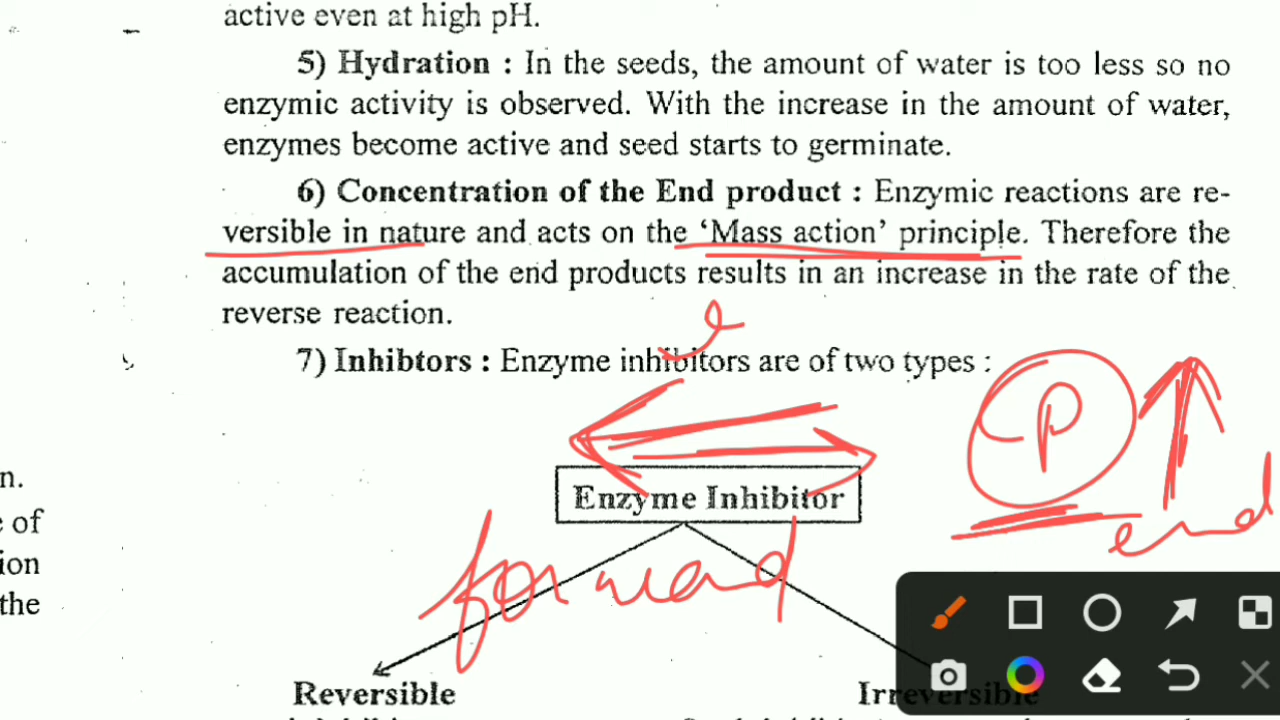 active even at high pH.
5) Hydration : In the seeds, the amount of water is too less so no
enzymic activity is observed. With the increase in the amount of water,
enzymes become active and seed starts to germinate.
6) Concentration of the End product : Enzymic reactions are re-
versible in nature and acts on the ‘Mass action’ principle. Therefore the
accumulation of the end products results in an increase in the rate of the
reverse reaction.
7) Inhibtors : Enzyme inhibitors are of two types :
P
Enzyme Inhibitor
end
forward
n.
of
ion
the
Reversible
Irreversible